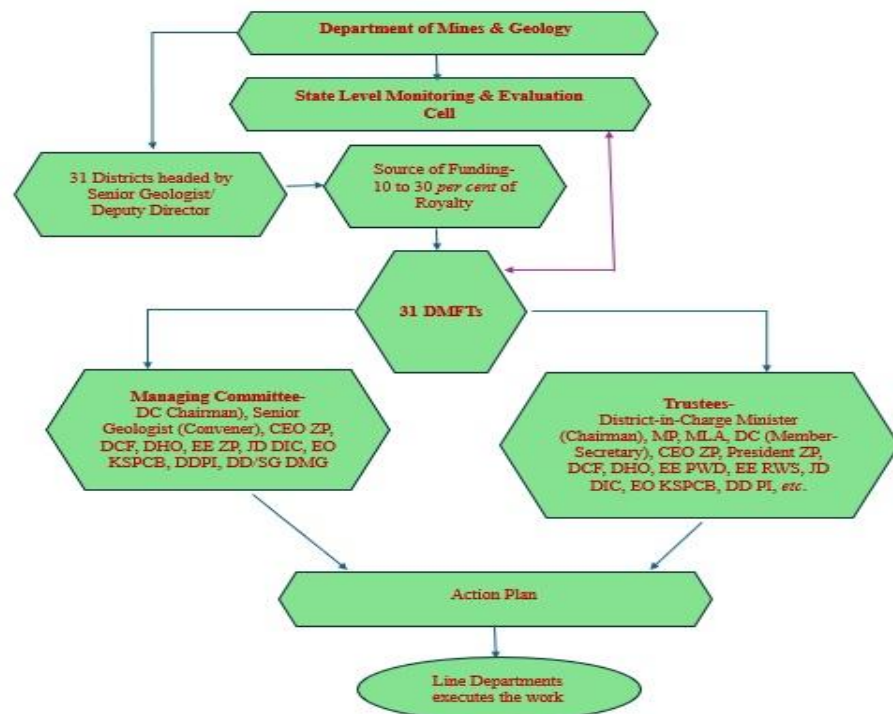 Department of Mines & Geology
State Level Monitoring & Evaluation
Cell
31 Districts headed by
Senior Geologist/
Deputy Director
Source of Funding-
10 to 30 per cent of
Royalty
31 DMFTs
Managing Committee-
DC Chairman), Senior
Geologist (Convener), CEO ZP,
DCF, DHO, EE ZP, JD DIC, EO
KSPCB, DDPI, DD/SG DMG
Trustees-
District-in-Charge Minister
(Chairman), MP, MLA, DC (Member-
Secretary), CEO ZP, President ZP,
DCF, DHO, EE PWD, EE RWS, JD
DIC, EO KSPCB, DD PI, etc.
Action Plan
Line Departments
executes the work